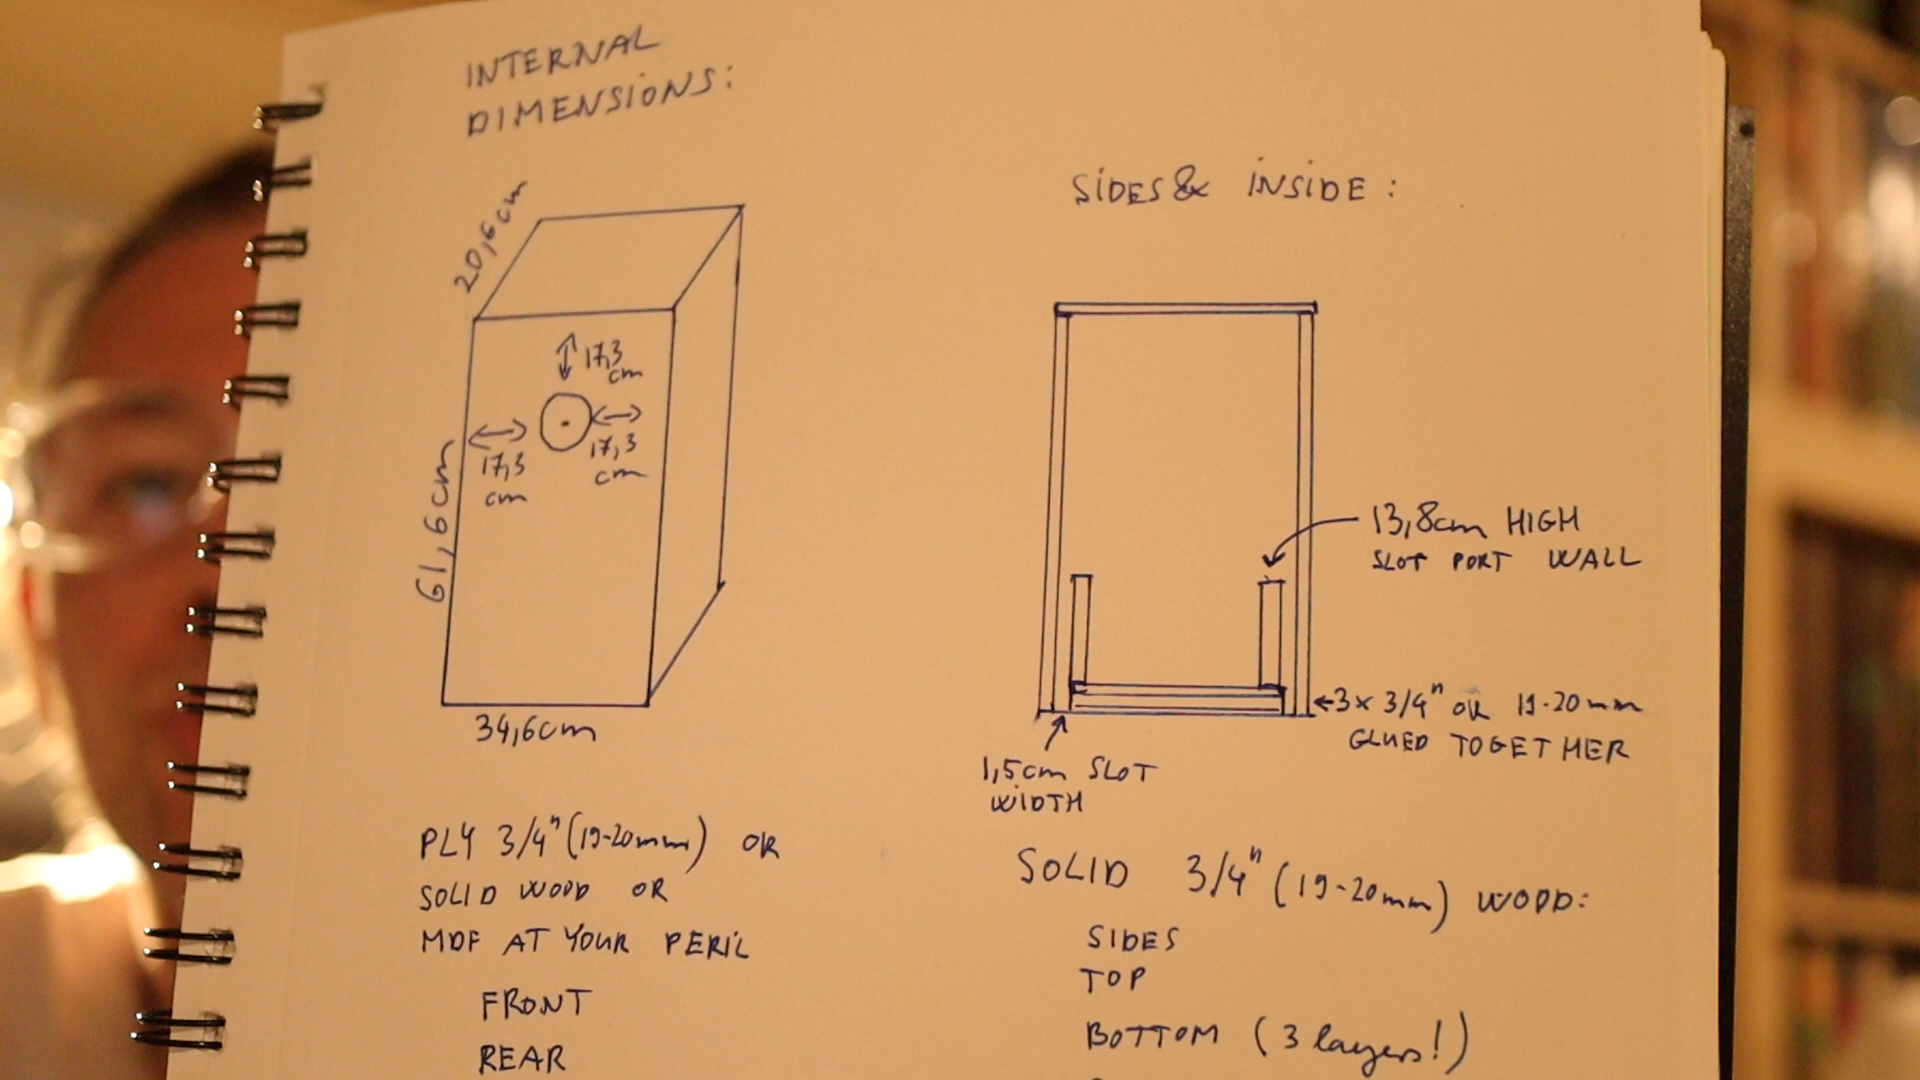 INTERNAL
DIMENSIONS:
20,6cm
17,3
cm
17,3
cm
17,3
cm
61,6cm
34,6cm
PLY 3/4" (19-20mm) OR
SOLID WOOD OR
MDF AT YOUR PERIL
FRONT
REAR
SIDES & INSIDE:
13,8cm HIGH
SLOT PORT WALL
←3x 3/4" OR 19-20mm
GLUED TOGETHER
1,5cm SLOT
WIDTH
SOLID 3/4" (19-20mm) WOOD:
SIDES
TOP
BOTTOM (3 layers!)